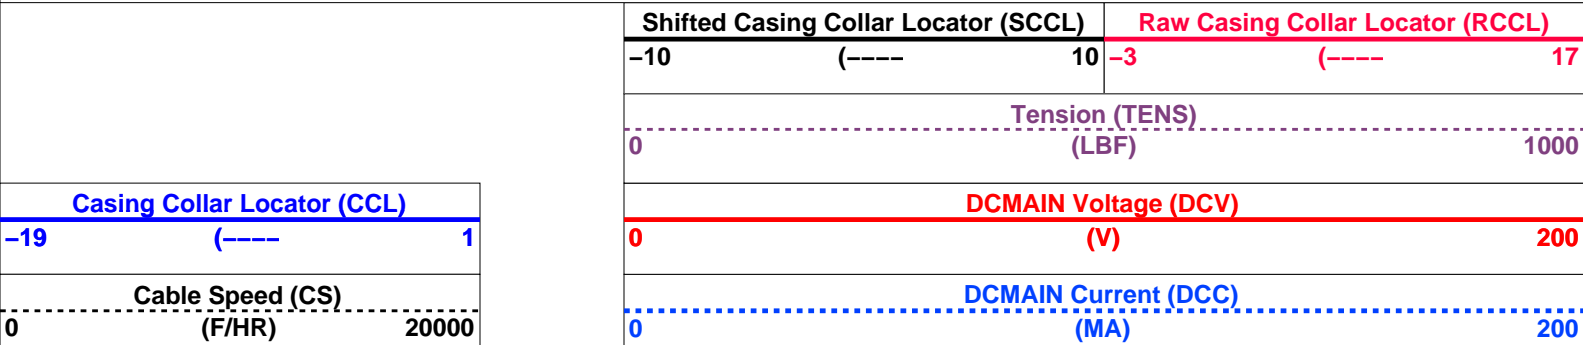 Shifted Casing Collar Locator (SCCL) Raw Casing Collar Locator (RCCL)
−10 (−−−− 10 −3 (−−−− 17
Tension (TENS)
0 (LBF) 1000
Casing Collar Locator (CCL) DCMAIN Voltage (DCV)
−19 (−−−− 1 0 (V) 200
Cable Speed (CS) DCMAIN Current (DCC)
0 (F/HR) 20000 0 (MA) 200